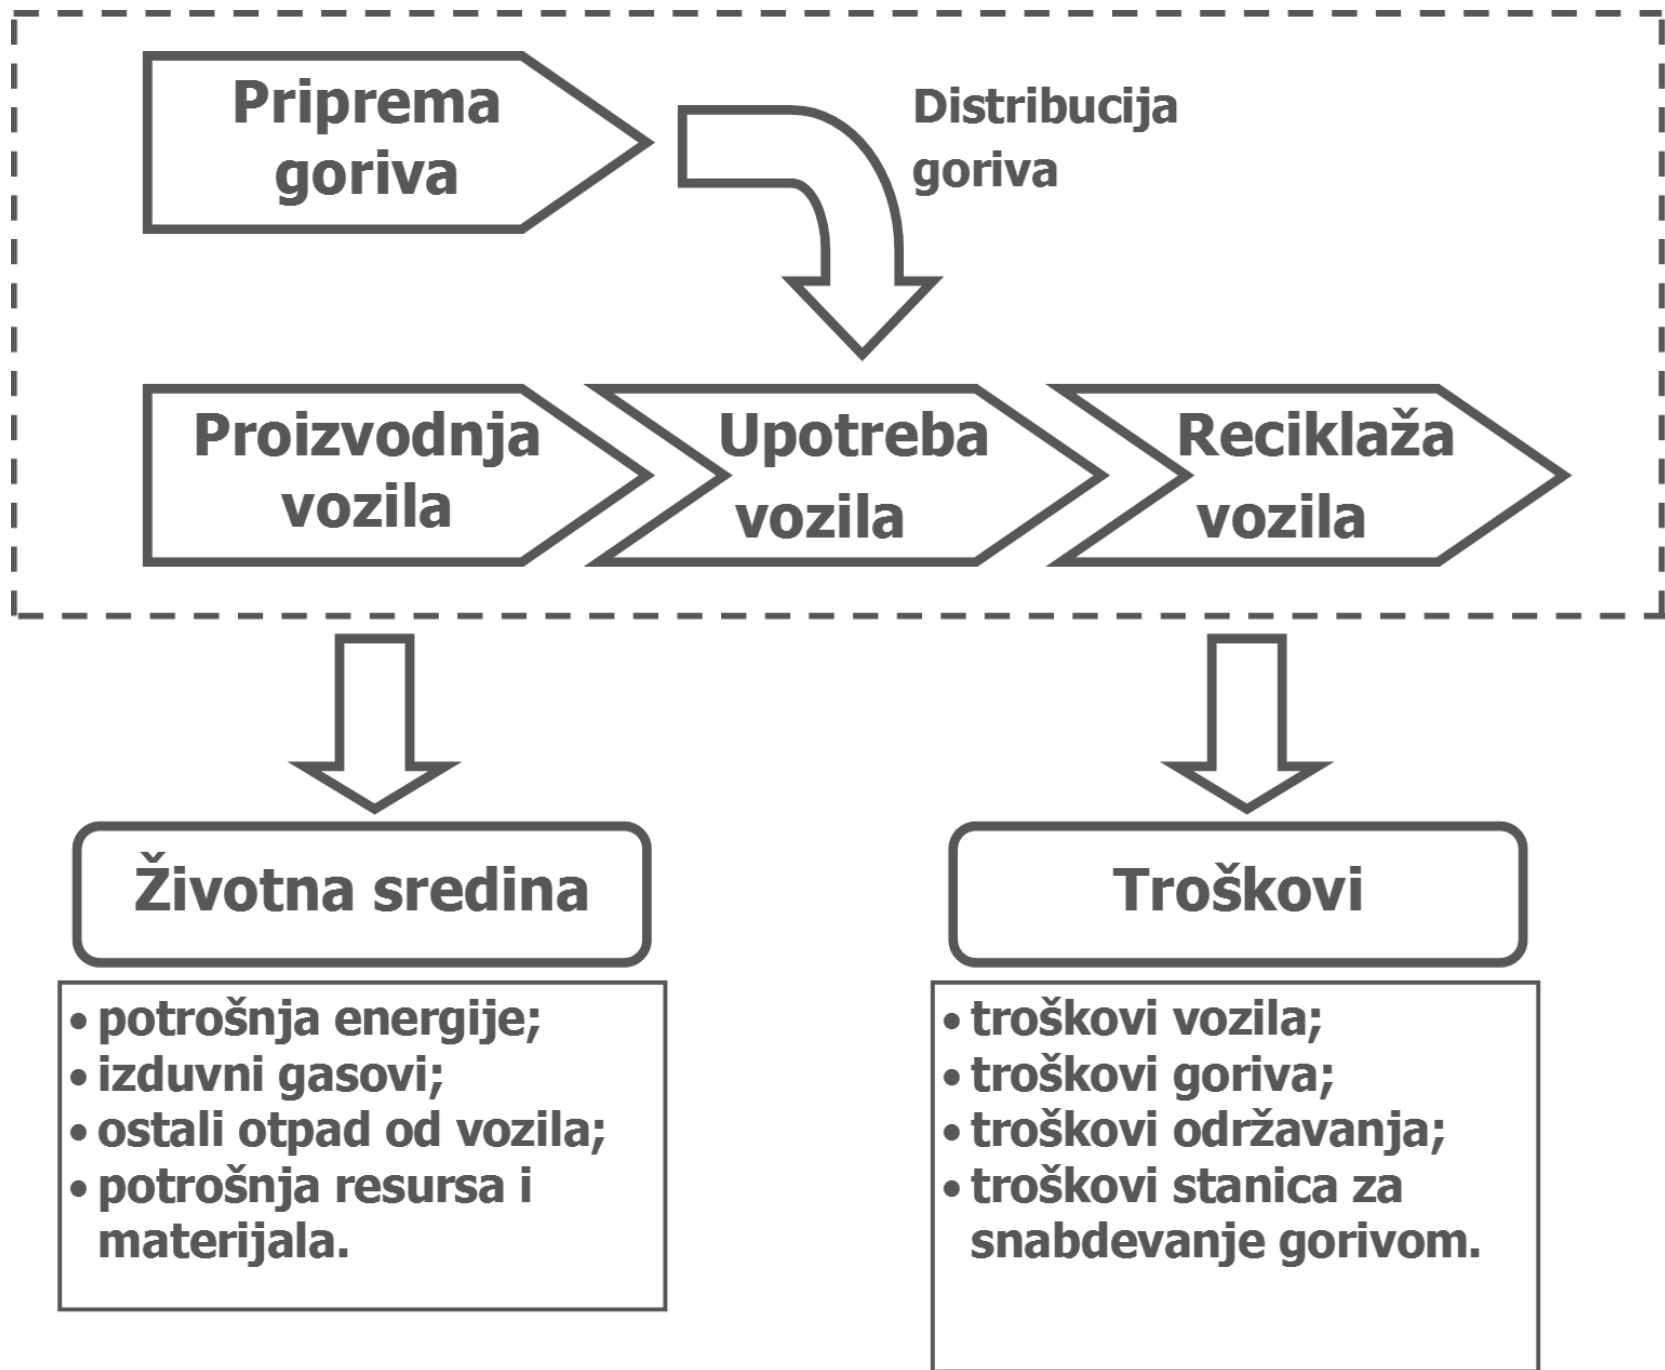 Priprema
goriva
Distribucija
goriva
Proizvodnja
vozila
Upotreba
vozila
Reciklaža
vozila
Životna sredina
• potrošnja energije;
• izduvni gasovi;
• ostali otpad od vozila;
• potrošnja resursa i
materijala.
Troškovi
• troškovi vozila;
• troškovi goriva;
• troškovi održavanja;
• troškovi stanica za
snabdevanje gorivom.